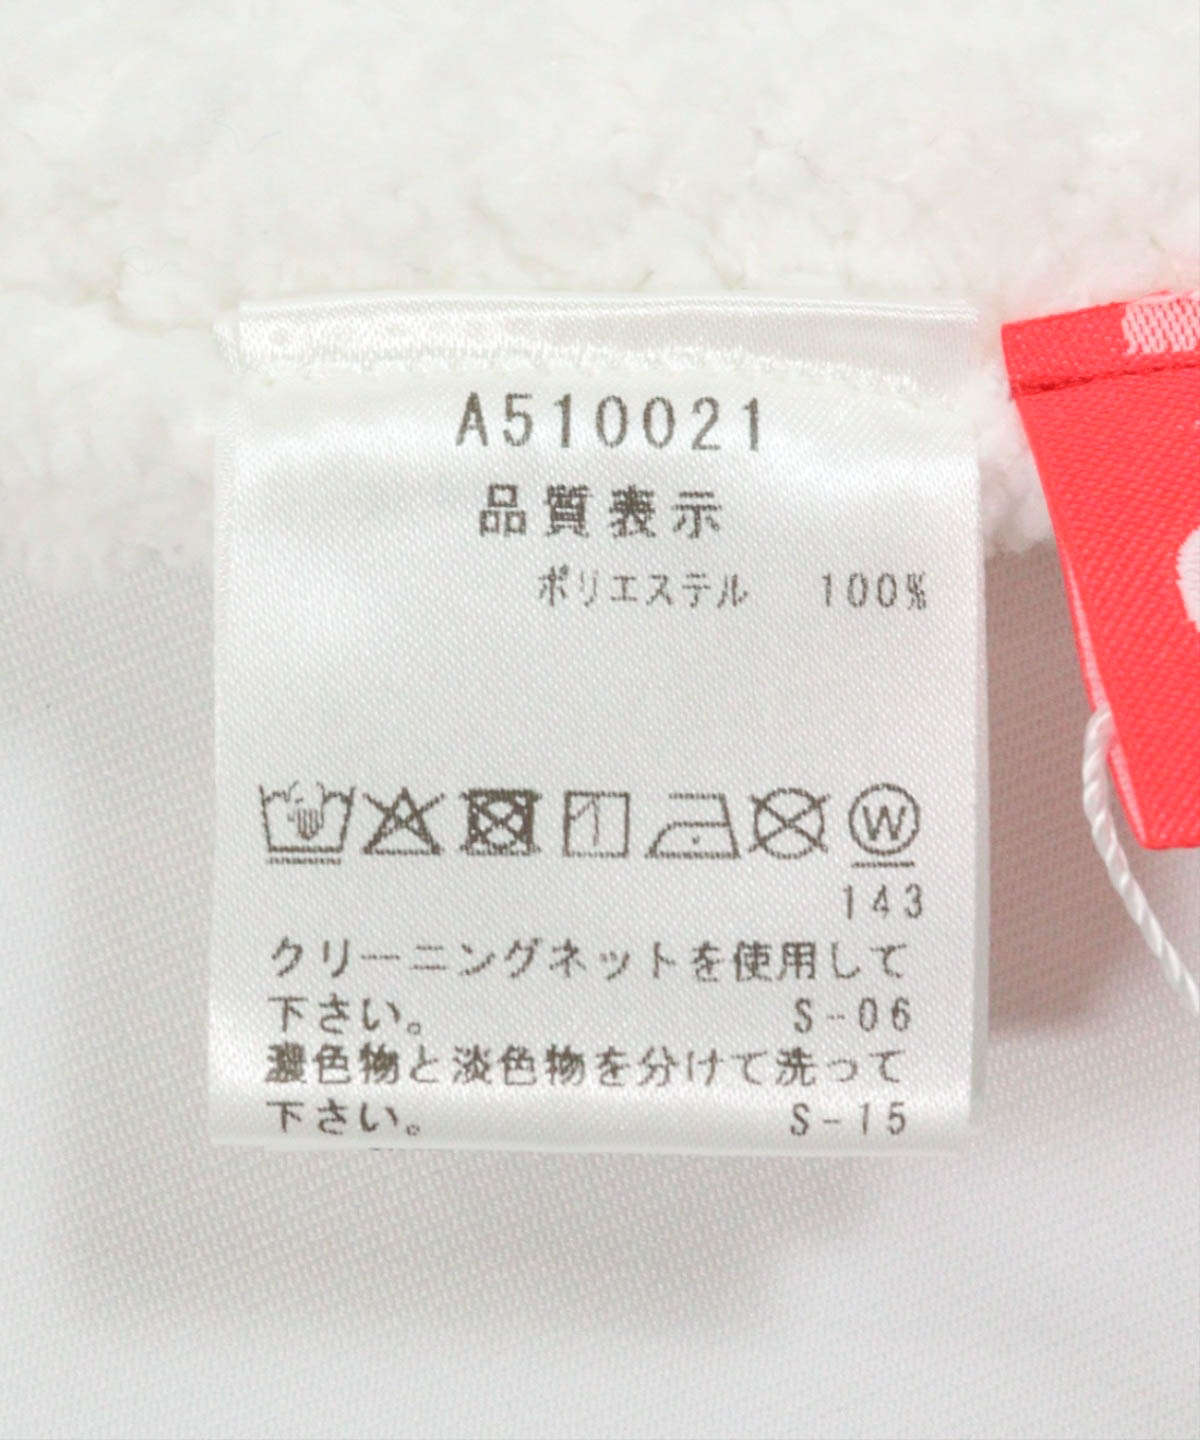 A510021
品質表示
ポリエステル 100%
W
143
クリーニングネットを使用して
下さい。 S-06
濃色物と淡色物を分けて洗って
下さい。 S-15